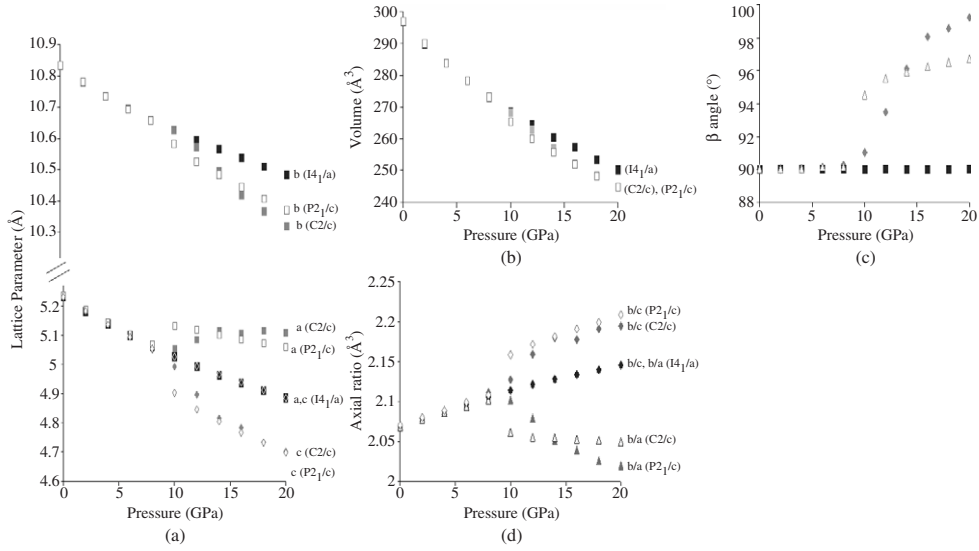 10.9
10.8
10.7
10.6
10.5
10.4
10.3
5.2
5.1
5
4.9
4.8
4.7
4.6
Lattice Parameter (Å)
b (I4₁/a)
b (P2₁/c)
b (C2/c)
a (C2/c)
a (P2₁/c)
a,c (I4₁/a)
c (C2/c)
c (P2₁/c)
0 5 10 15 20
Pressure (GPa)
(a)
300
290
280
270
260
250
240
Volume (Å³)
(I4₁/a)
(C2/c), (P2₁/c)
0 5 10 15 20
Pressure (GPa)
(b)
100
98
96
94
92
90
88
β angle (°)
0 5 10 15 20
Pressure (GPa)
(c)
2.25
2.2
2.15
2.1
2.05
2
Axial ratio (Å³)
b/c (P2₁/c)
b/c (C2/c)
b/c, b/a (I4₁/a)
b/a (C2/c)
b/a (P2₁/c)
0 5 10 15 20
Pressure (GPa)
(d)